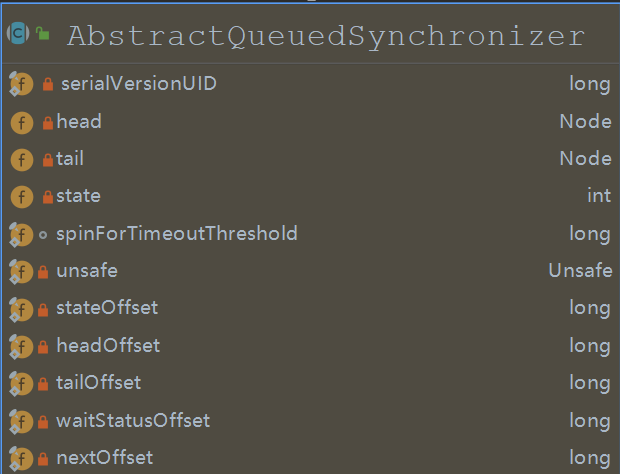 AbstractQueuedSynchronizer
serialVersionUID long
head Node
tail Node
state int
spinForTimeoutThreshold long
unsafe Unsafe
stateOffset long
headOffset long
tailOffset long
waitStatusOffset long
nextOffset long